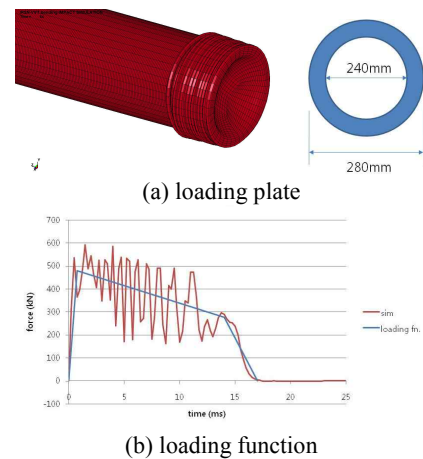 240mm
280mm
(a) loading plate
700
600
500
400
300
200
100
0
-100
force (kN)
0
5
10
15
20
25
time (ms)
sim
loading fn.
(b) loading function